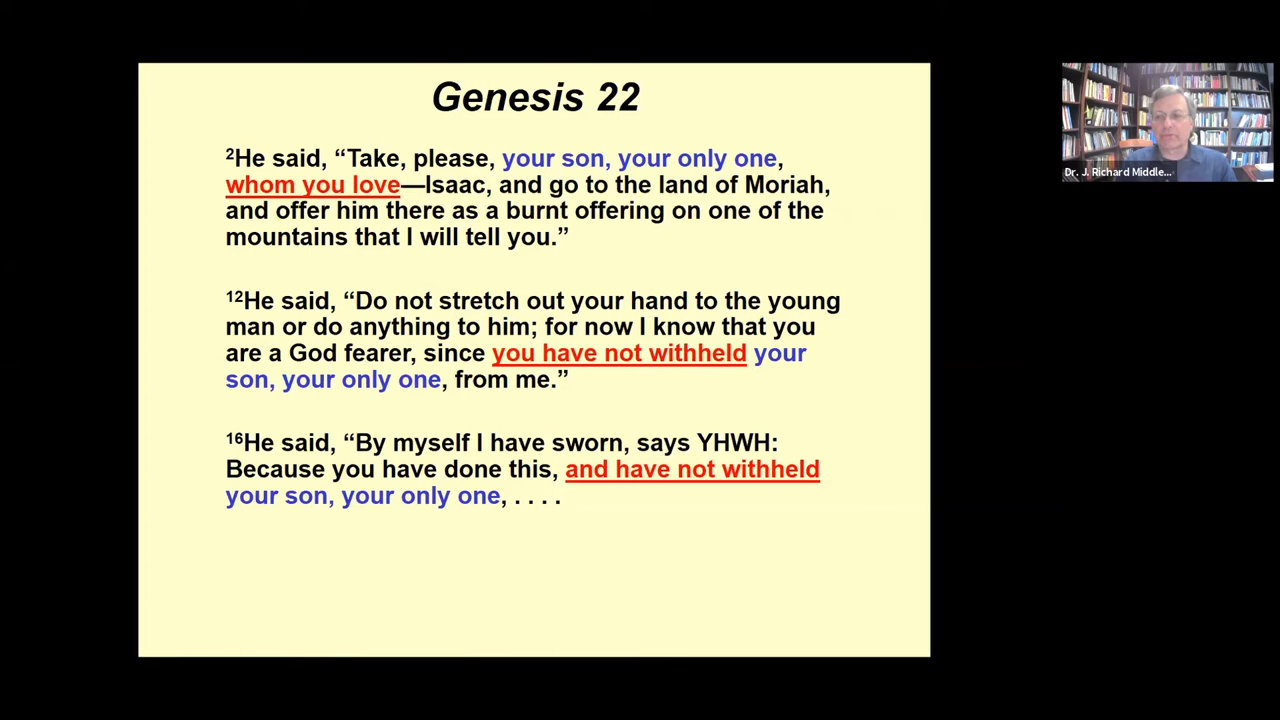 Genesis 22
2He said, “Take, please, your son, your only one,
whom you love—Isaac, and go to the land of Moriah,
and offer him there as a burnt offering on one of the
mountains that I will tell you.”
12He said, “Do not stretch out your hand to the young
man or do anything to him; for now I know that you
are a God fearer, since you have not withheld your
son, your only one, from me.”
16He said, “By myself I have sworn, says YHWH:
Because you have done this, and have not withheld
your son, your only one, . . . .
Dr. J. Richard Middle...